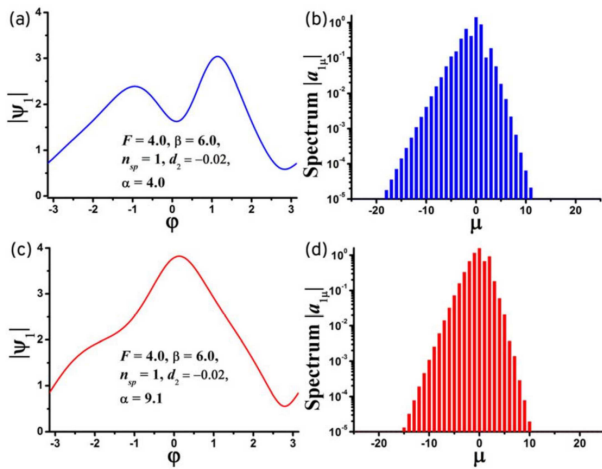 (a)
4
3
2
1
0
|Ψ₁|
F = 4.0, β = 6.0,
n_sp = 1, d₂ = −0.02,
α = 4.0
-3 -2 -1 0 1 2 3
φ
(b)
10⁰
10⁻¹
10⁻²
10⁻³
10⁻⁴
10⁻⁵
Spectrum |a₁μ|
-20 -10 0 10 20
μ
(c)
4
3
2
1
0
|Ψ₁|
F = 4.0, β = 6.0,
n_sp = 1, d₂ = −0.02,
α = 9.1
-3 -2 -1 0 1 2 3
φ
(d)
10⁰
10⁻¹
10⁻²
10⁻³
10⁻⁴
10⁻⁵
Spectrum |a₁μ|
-20 -10 0 10 20
μ